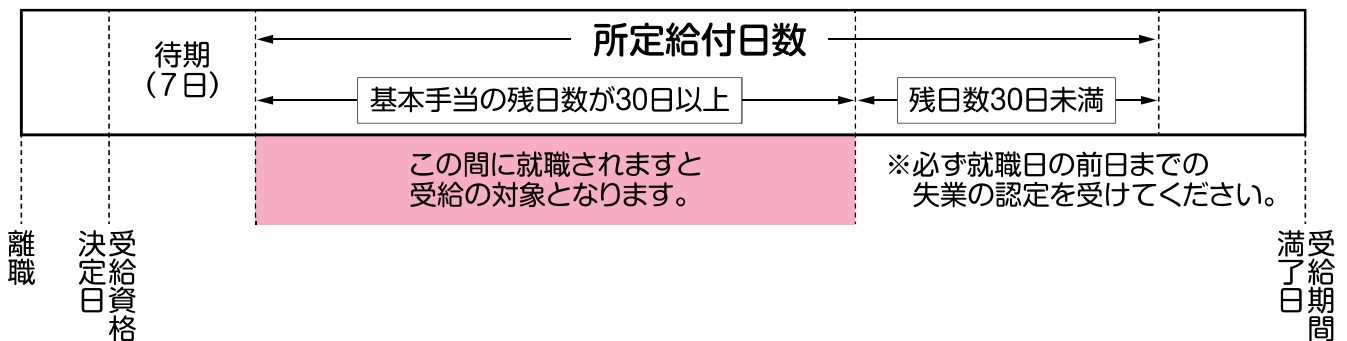 所定給付日数
待期
（7日）
基本手当の残日数が30日以上
残日数30日未満
この間に就職されますと
受給の対象となります。
※必ず就職日の前日までの
失業の認定を受けてください。
離職
受給資格
決定日
受給期間
満了日